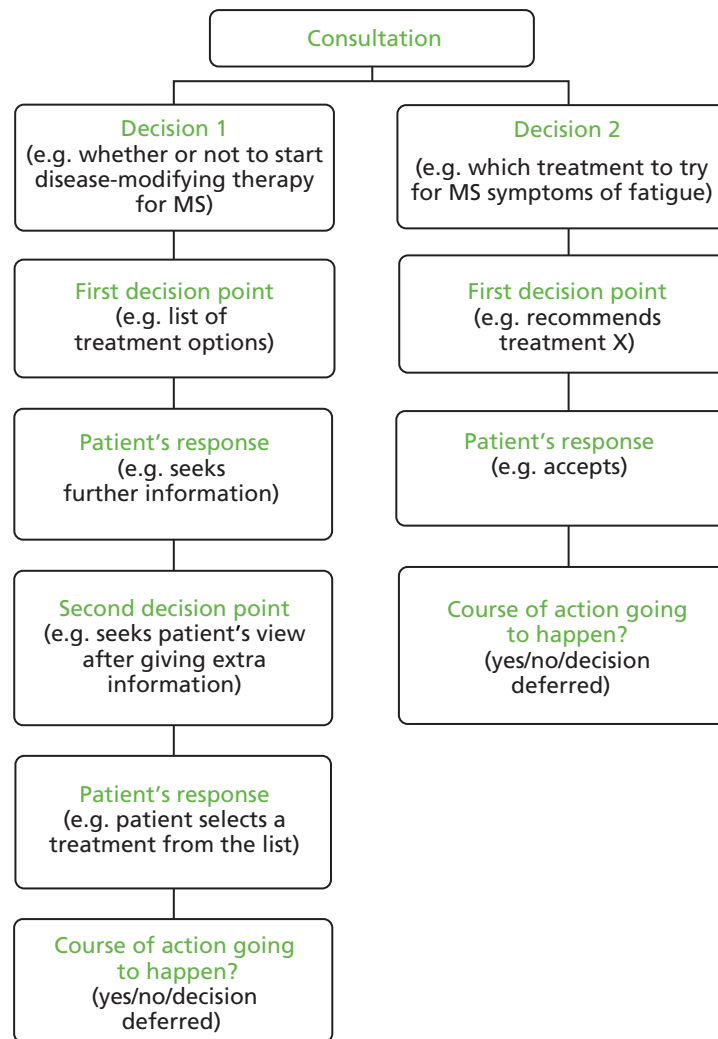 Consultation
Decision 1
(e.g. whether or not to start
disease-modifying therapy
for MS)
First decision point
(e.g. list of
treatment options)
Patient’s response
(e.g. seeks
further information)
Second decision point
(e.g. seeks patient’s view
after giving extra
information)
Patient’s response
(e.g. patient selects a
treatment from the list)
Course of action going
to happen?
(yes/no/decision
deferred)
Decision 2
(e.g. which treatment to try
for MS symptoms of fatigue)
First decision point
(e.g. recommends
treatment X)
Patient’s response
(e.g. accepts)
Course of action going
to happen?
(yes/no/decision
deferred)